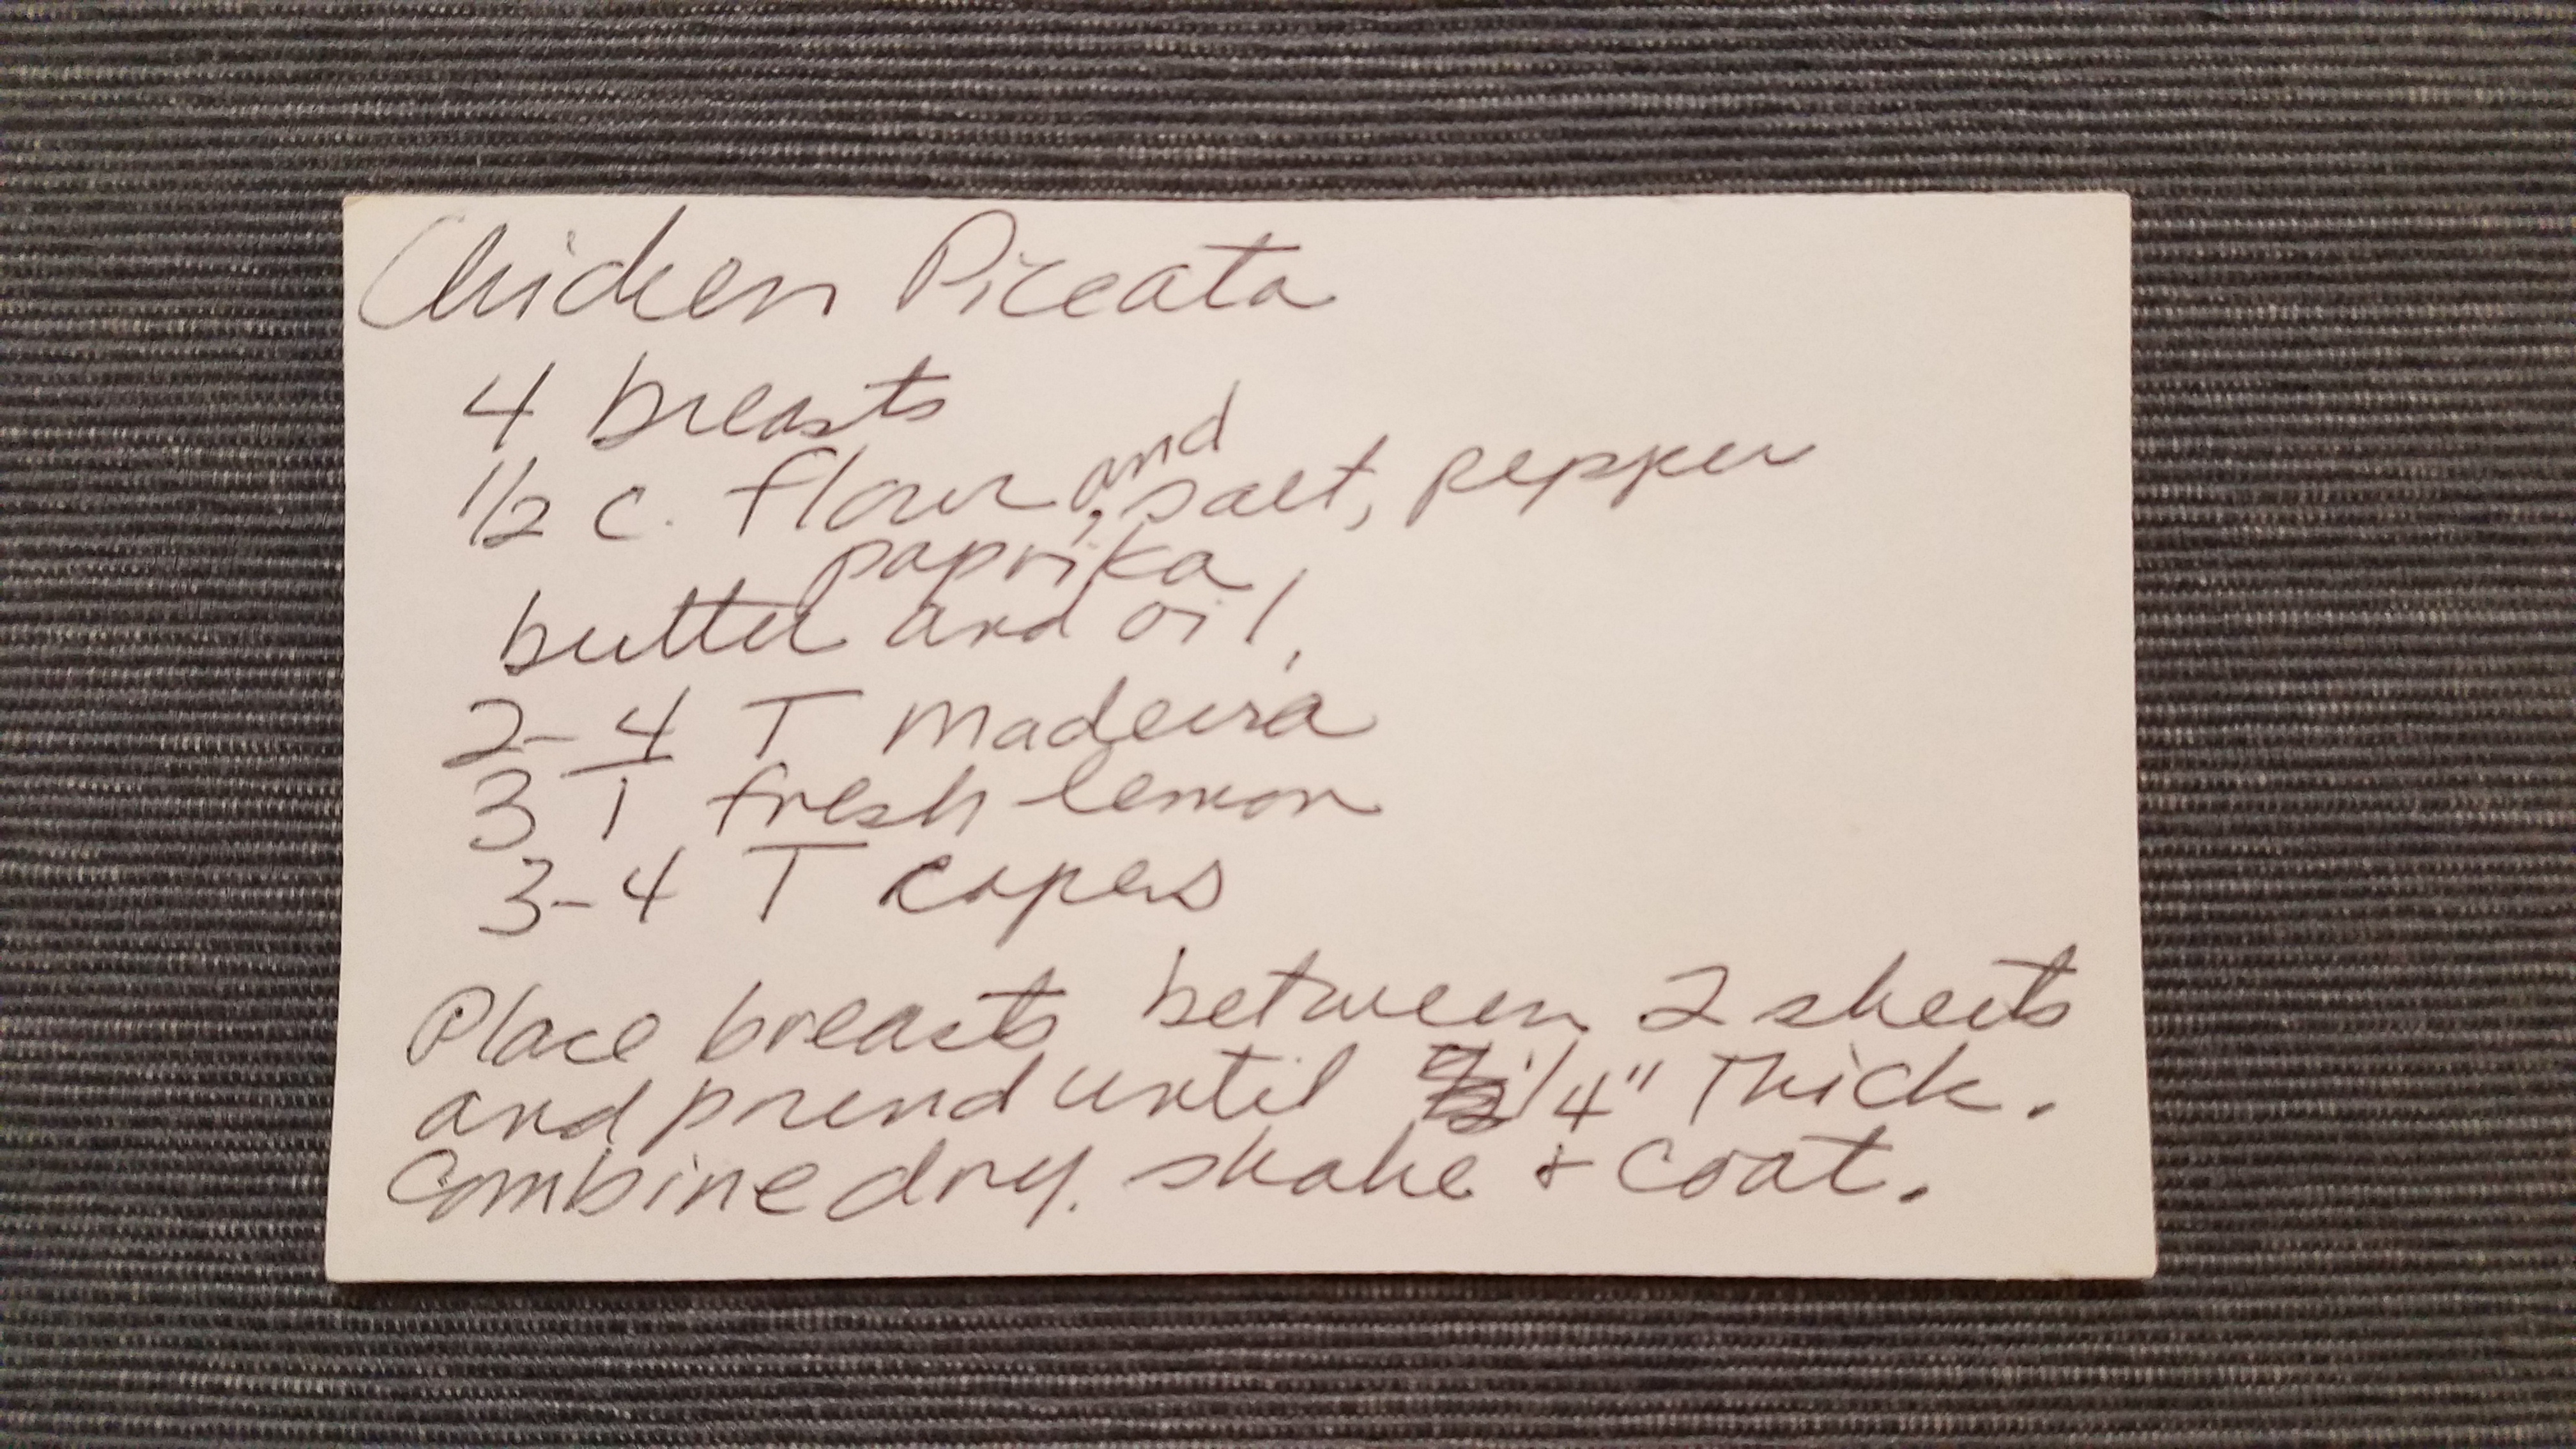 Chicken Piccata
4 breasts
1/2 c. flour, and salt, pepper
paprika
butter and oil,
2-4 T Madeira
3 T fresh lemon
3-4 T capers
Place breasts between 2 sheets
and pound until 1/4" Thick.
Combine dry. shake & coat.